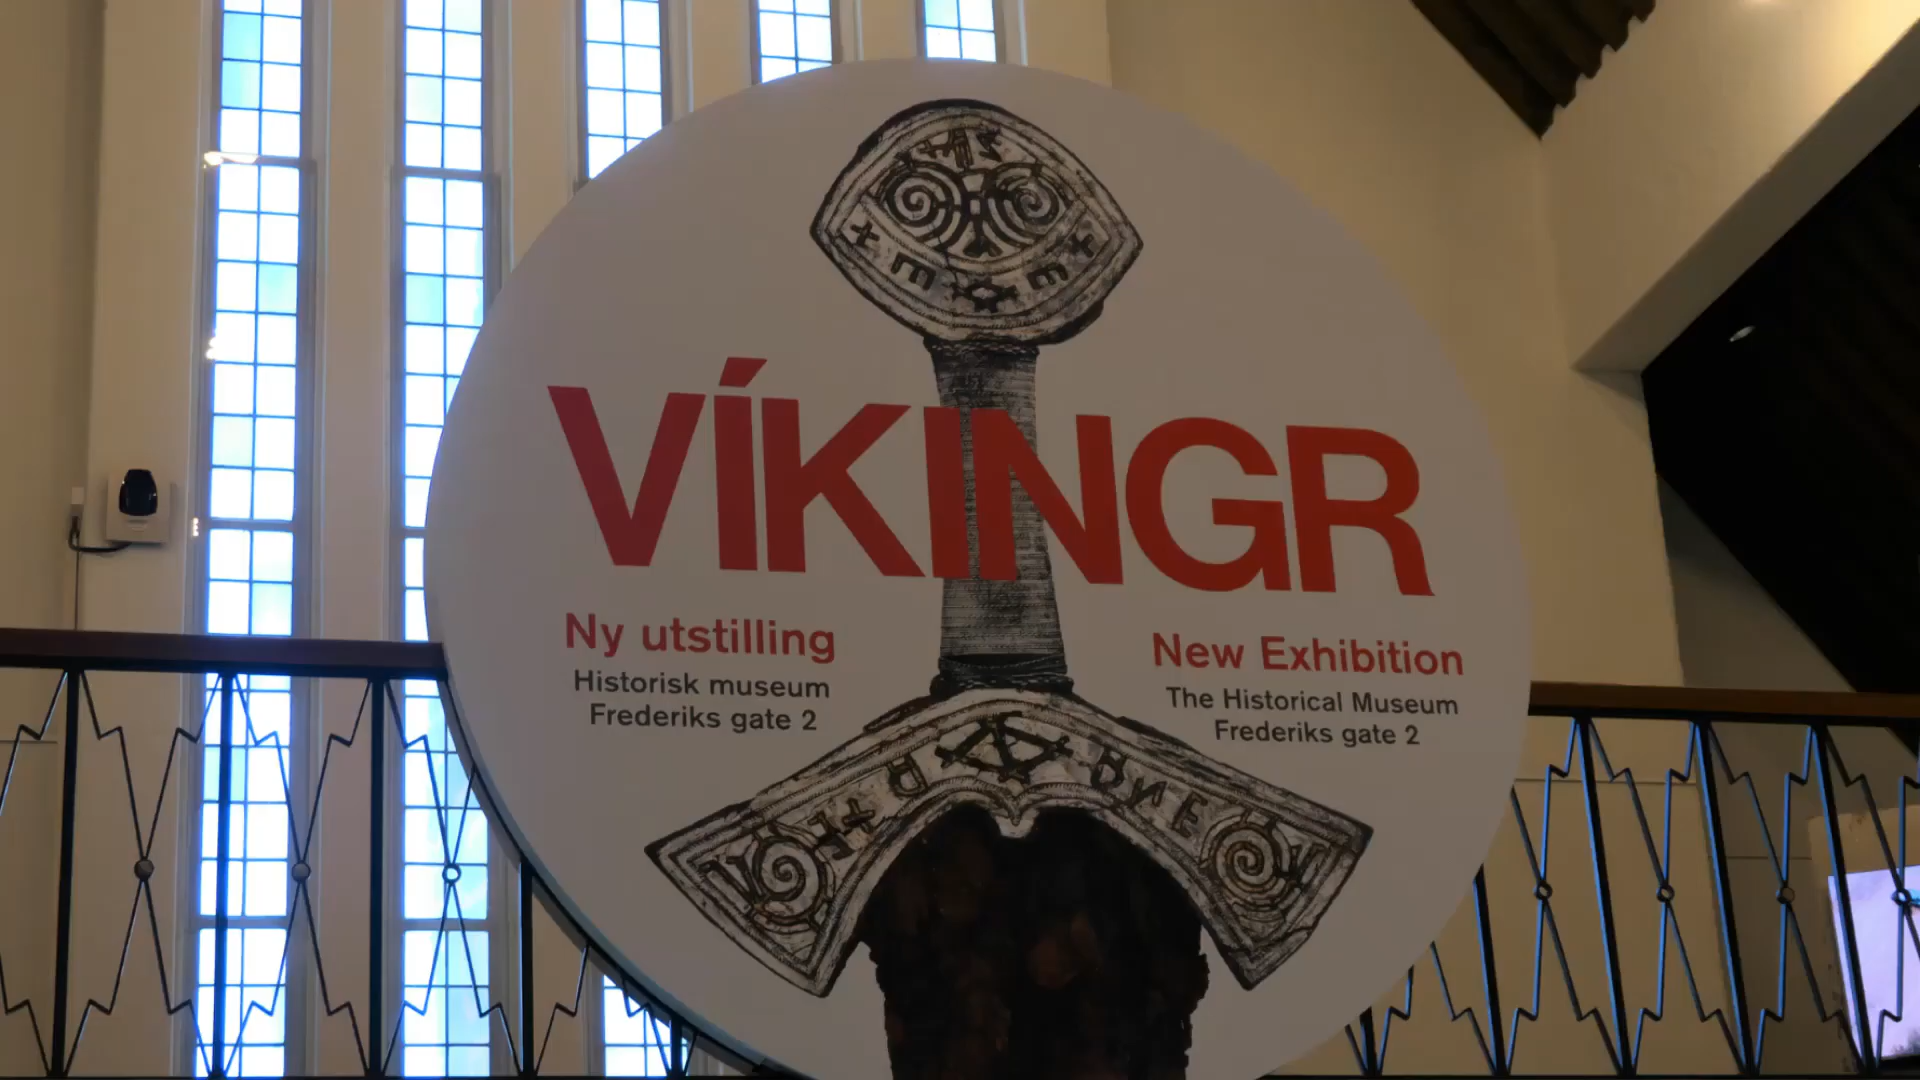 VÍKINGR
Ny utstilling
Historisk museum
Frederiks gate 2
New Exhibition
The Historical Museum
Frederiks gate 2